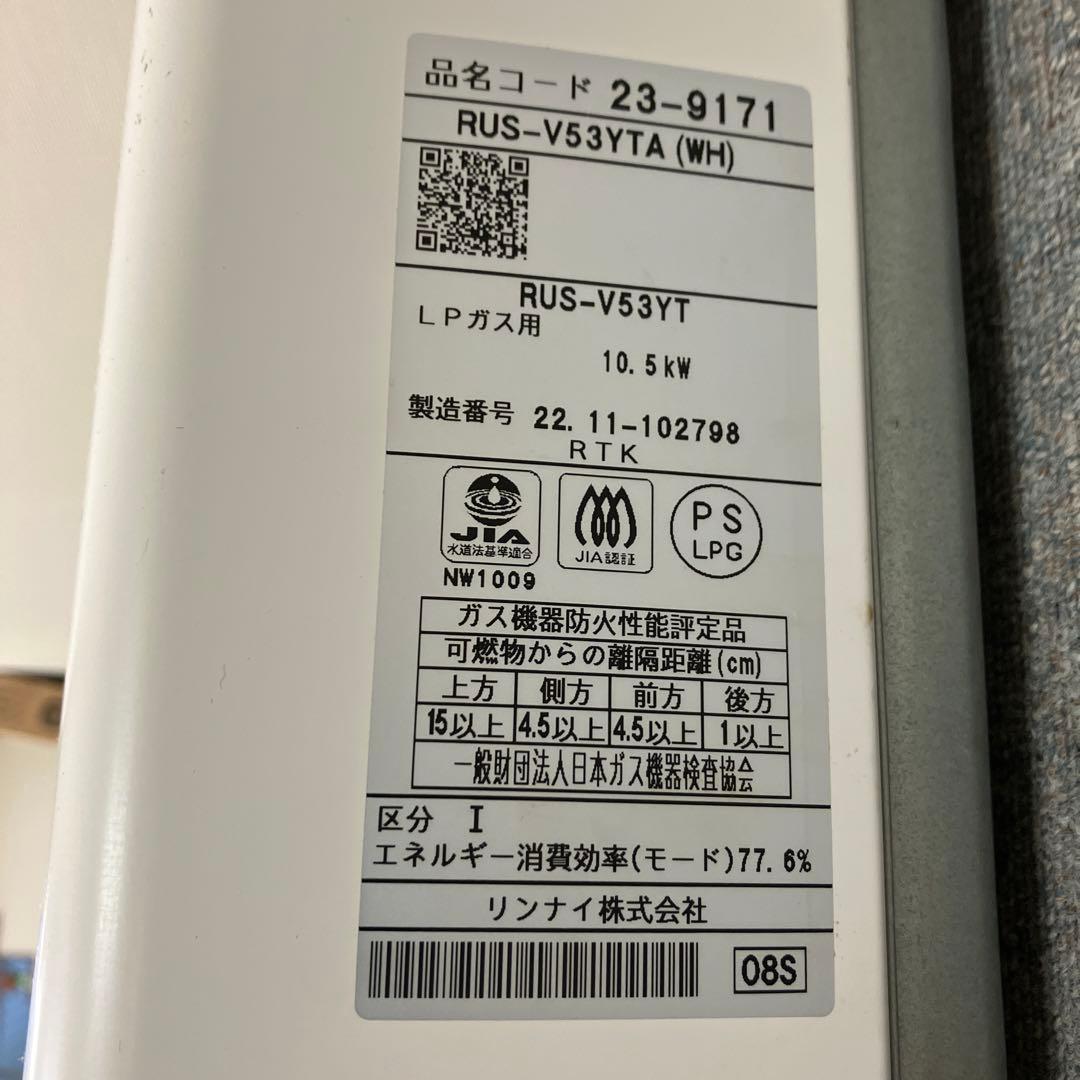 品名コード 23-9171
RUS-V53YTA (WH)
RUS-V53YT
LPガス用
10.5kW
製造番号 22.11-102798
RTK
JIA
水道法基準適合
NW1009
JIA認証
PS
LPG
ガス機器防火性能評定品
可燃物からの離隔距離(cm)
上方 側方 前方 後方
15以上 4.5以上 4.5以上 1以上
一般財団法人日本ガス機器検査協会
区分 I
エネルギー消費効率(モード)77.6%
リンナイ株式会社
08S